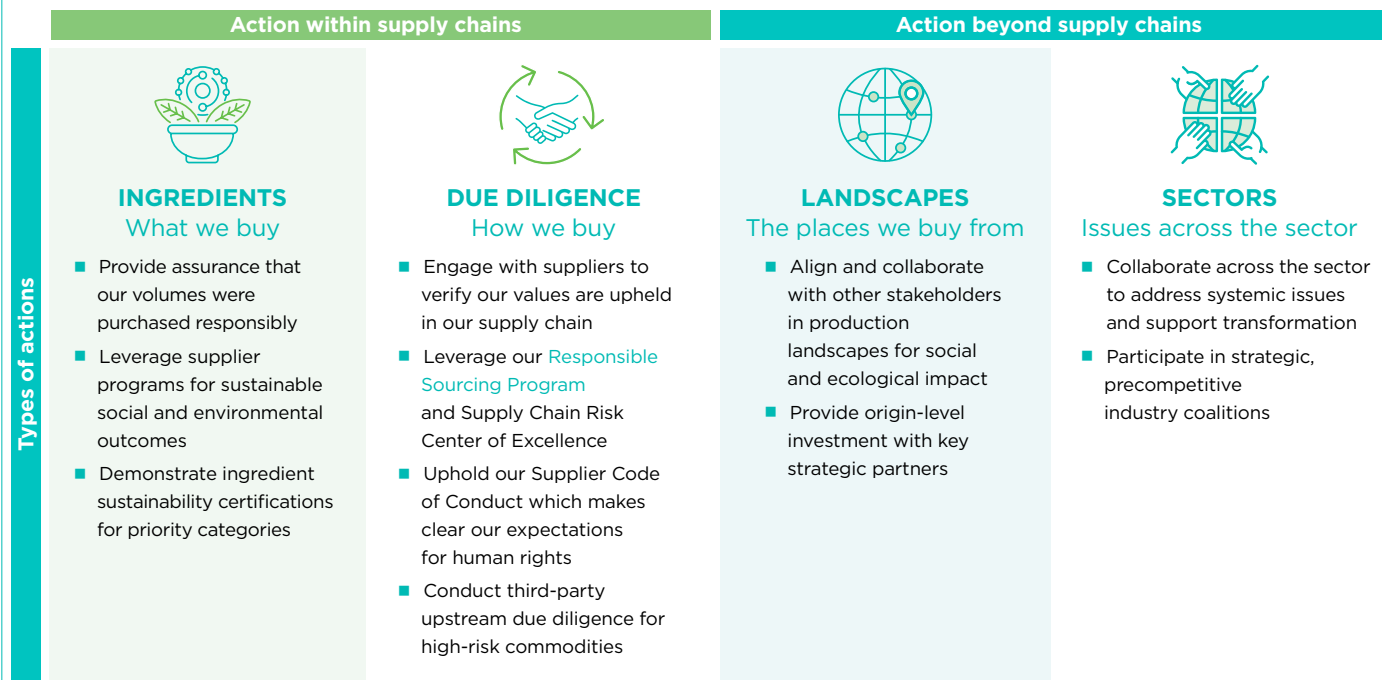 Action within supply chains
Action beyond supply chains
Types of actions
INGREDIENTS
What we buy
■ Provide assurance that
our volumes were
purchased responsibly
■ Leverage supplier
programs for sustainable
social and environmental
outcomes
■ Demonstrate ingredient
sustainability certifications
for priority categories
DUE DILIGENCE
How we buy
■ Engage with suppliers to
verify our values are upheld
in our supply chain
■ Leverage our Responsible
Sourcing Program
and Supply Chain Risk
Center of Excellence
■ Uphold our Supplier Code
of Conduct which makes
clear our expectations
for human rights
■ Conduct third-party
upstream due diligence for
high-risk commodities
LANDSCAPES
The places we buy from
■ Align and collaborate
with other stakeholders
in production
landscapes for social
and ecological impact
■ Provide origin-level
investment with key
strategic partners
SECTORS
Issues across the sector
■ Collaborate across the sector
to address systemic issues
and support transformation
■ Participate in strategic,
precompetitive
industry coalitions